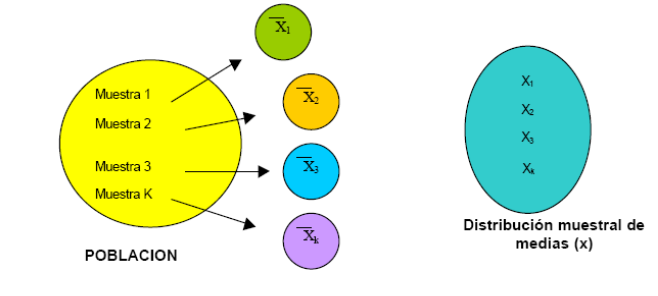 Muestra 1
Muestra 2
Muestra 3
Muestra K
POBLACION
X̅₁
X̅₂
X̅₃
X̅ₖ
X₁
X₂
X₃
Xₖ
Distribución muestral de
medias (x)